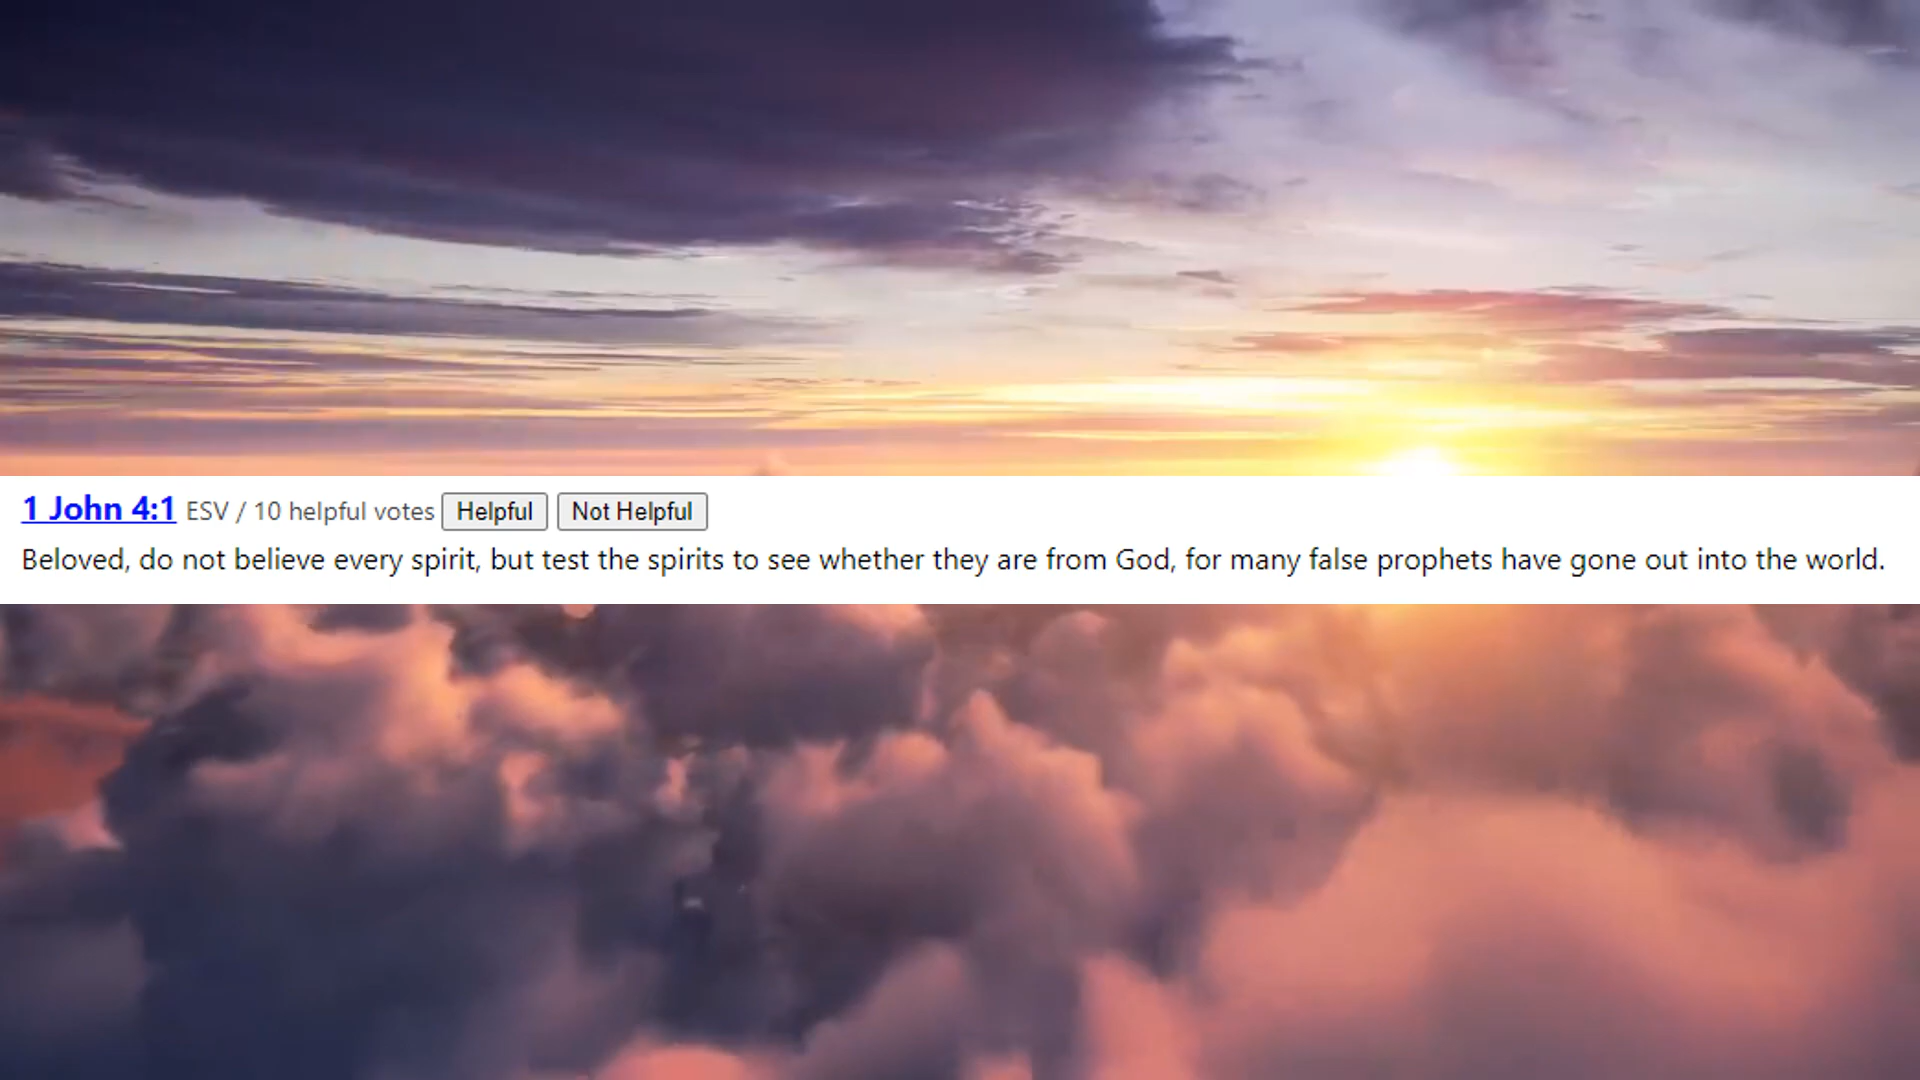 1 John 4:1 ESV / 10 helpful votes Helpful Not Helpful
Beloved, do not believe every spirit, but test the spirits to see whether they are from God, for many false prophets have gone out into the world.